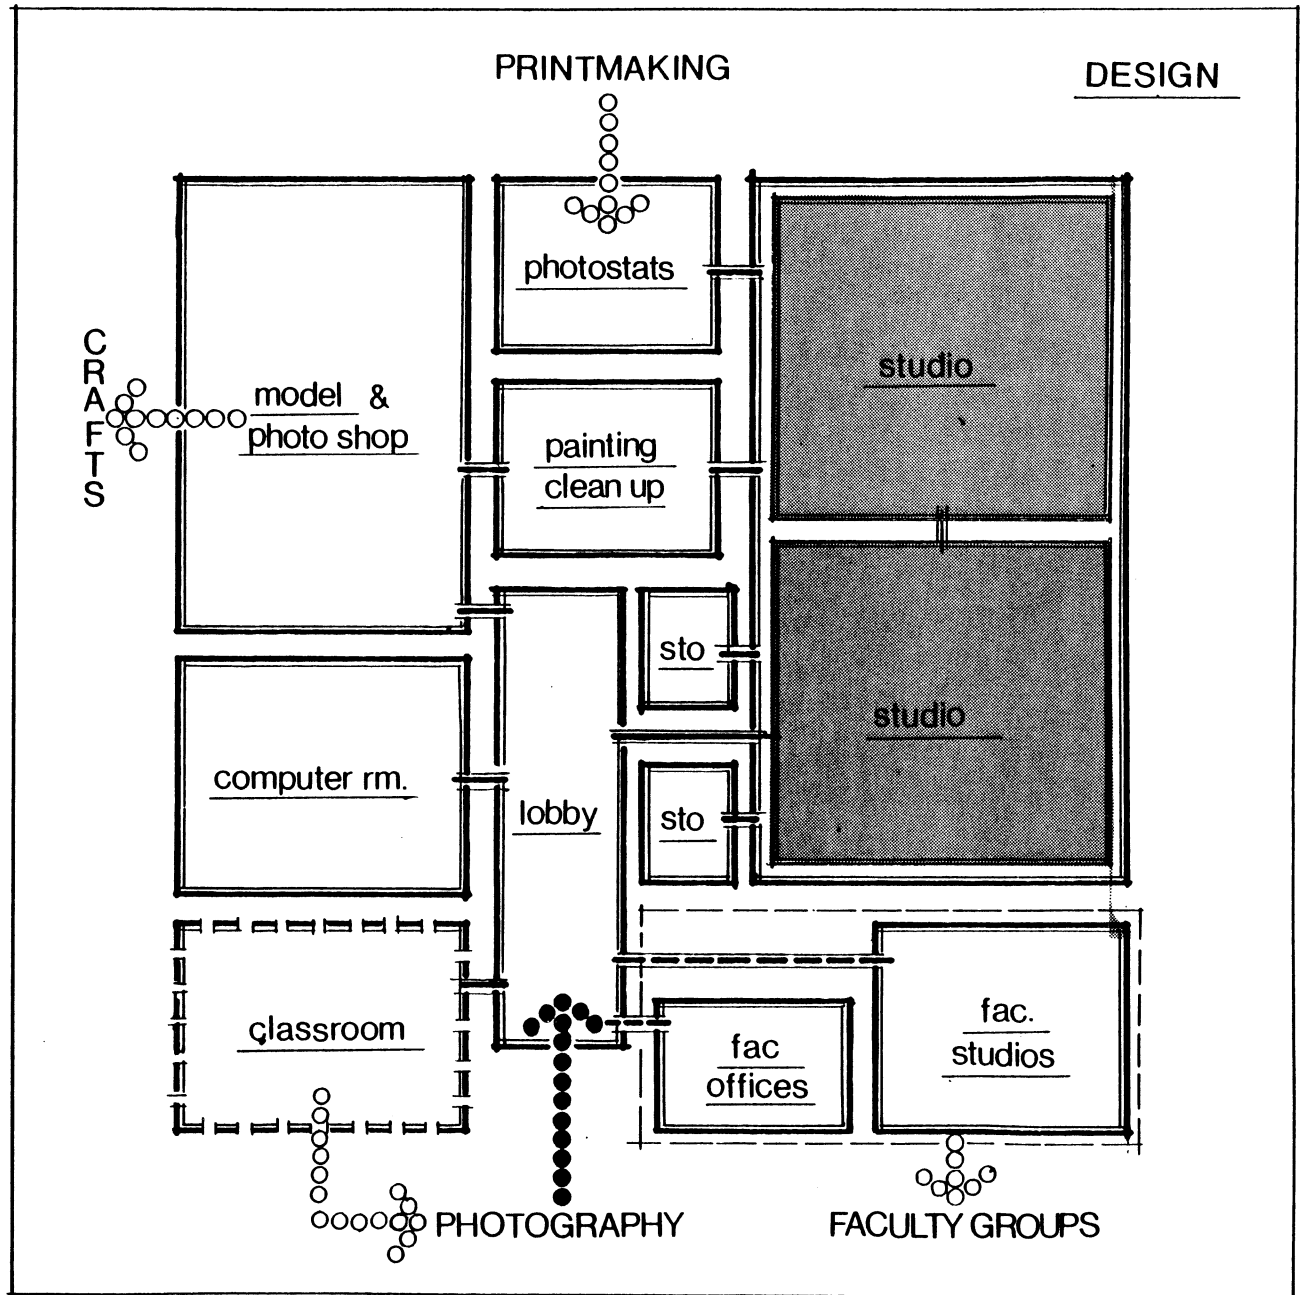 PRINTMAKING
DESIGN
photostats
studio
CRAFTS
model &
photo shop
painting
clean up
sto
studio
computer rm.
lobby
sto
classroom
fac.
studios
fac
offices
PHOTOGRAPHY
FACULTY GROUPS